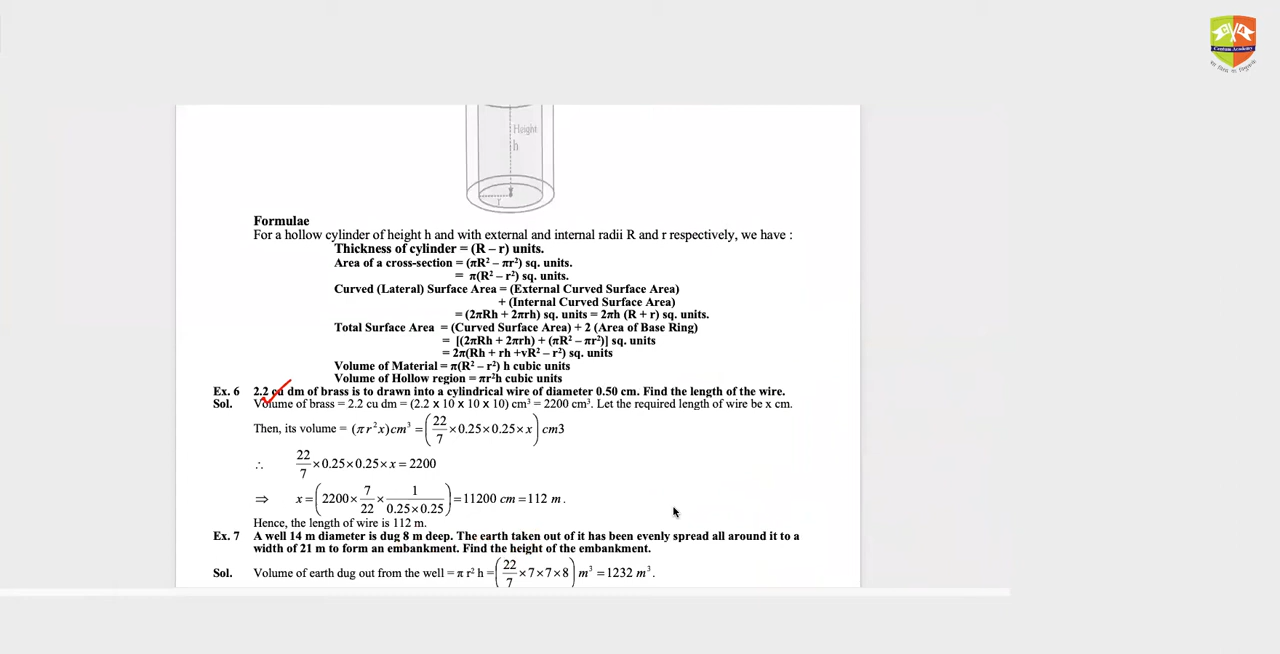 Centum Academy
Height
h
r
Formulae
For a hollow cylinder of height h and with external and internal radii R and r respectively, we have :
Thickness of cylinder = (R – r) units.
Area of a cross-section = (πR² – πr²) sq. units.
= π(R² – r²) sq. units.
Curved (Lateral) Surface Area = (External Curved Surface Area)
+ (Internal Curved Surface Area)
= (2πRh + 2πrh) sq. units = 2πh (R + r) sq. units.
Total Surface Area = (Curved Surface Area) + 2 (Area of Base Ring)
= [(2πRh + 2πrh) + (πR² – πr²)] sq. units
= 2π(Rh + rh +vR² – r²) sq. units
Volume of Material = π(R² – r²) h cubic units
Volume of Hollow region = πr²h cubic units
Ex. 6 2.2 cu dm of brass is to drawn into a cylindrical wire of diameter 0.50 cm. Find the length of the wire.
Sol. Volume of brass = 2.2 cu dm = (2.2 x 10 x 10 x 10) cm³ = 2200 cm³. Let the required length of wire be x cm.
Then, its volume = (πr²x)cm³ = (22/7 × 0.25 × 0.25 × x) cm3
∴ 22/7 × 0.25 × 0.25 × x = 2200
⇒ x = (2200 × 7/22 × 1/(0.25 × 0.25)) = 11200 cm = 112 m .
Hence, the length of wire is 112 m.
Ex. 7 A well 14 m diameter is dug 8 m deep. The earth taken out of it has been evenly spread all around it to a
width of 21 m to form an embankment. Find the height of the embankment.
Sol. Volume of earth dug out from the well = π r² h = (22/7 × 7 × 7 × 8) m³ = 1232 m³ .